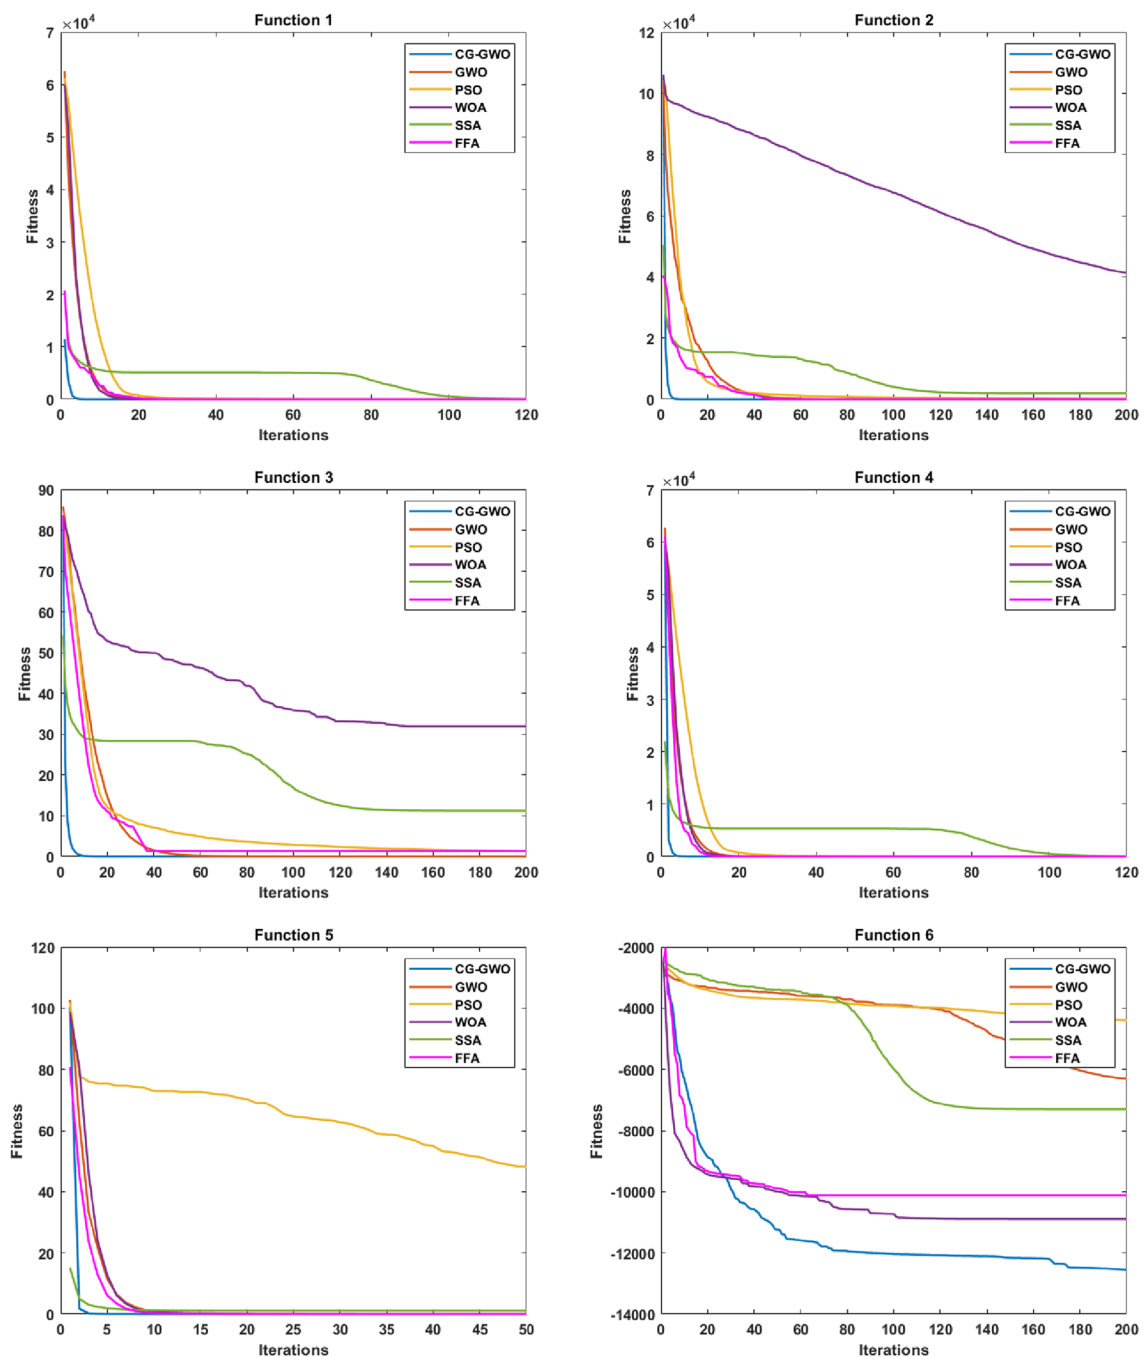 Function 1
×10⁴
7
6
5
4
3
2
1
0
Fitness
0 20 40 60 80 100 120
Iterations
CG-GWO
GWO
PSO
WOA
SSA
FFA
Function 2
×10⁴
12
10
8
6
4
2
0
Fitness
0 20 40 60 80 100 120 140 160 180 200
Iterations
CG-GWO
GWO
PSO
WOA
SSA
FFA
Function 3
90
80
70
60
50
40
30
20
10
0
Fitness
0 20 40 60 80 100 120 140 160 180 200
Iterations
CG-GWO
GWO
PSO
WOA
SSA
FFA
Function 4
×10⁴
7
6
5
4
3
2
1
0
Fitness
0 20 40 60 80 100 120
Iterations
CG-GWO
GWO
PSO
WOA
SSA
FFA
Function 5
120
100
80
60
40
20
0
Fitness
0 5 10 15 20 25 30 35 40 45 50
Iterations
CG-GWO
GWO
PSO
WOA
SSA
FFA
Function 6
-2000
-4000
-6000
-8000
-10000
-12000
-14000
Fitness
0 20 40 60 80 100 120 140 160 180 200
Iterations
CG-GWO
GWO
PSO
WOA
SSA
FFA